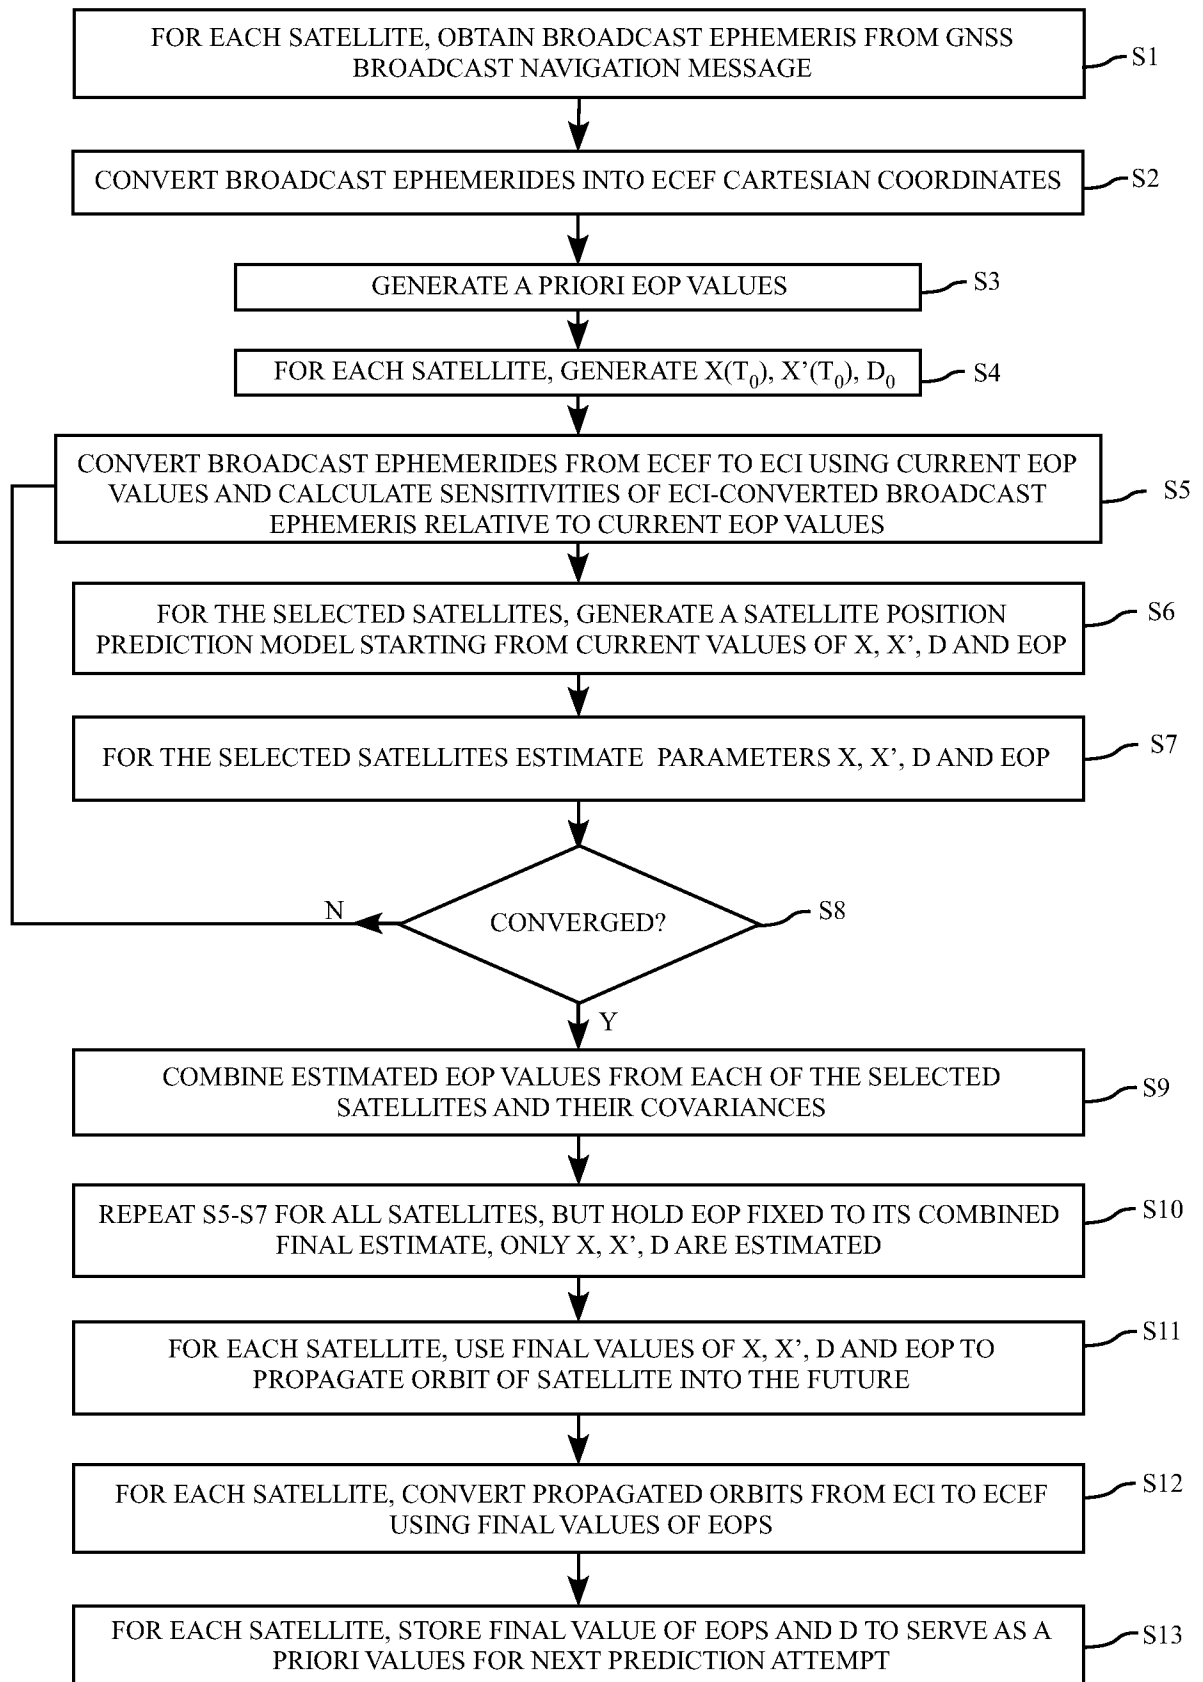 FOR EACH SATELLITE, OBTAIN BROADCAST EPHEMERIS FROM GNSS
BROADCAST NAVIGATION MESSAGE
S1
CONVERT BROADCAST EPHEMERIDES INTO ECEF CARTESIAN COORDINATES
S2
GENERATE A PRIORI EOP VALUES
S3
FOR EACH SATELLITE, GENERATE X(T₀), X’(T₀), D₀
S4
CONVERT BROADCAST EPHEMERIDES FROM ECEF TO ECI USING CURRENT EOP
VALUES AND CALCULATE SENSITIVITIES OF ECI-CONVERTED BROADCAST
EPHEMERIS RELATIVE TO CURRENT EOP VALUES
S5
FOR THE SELECTED SATELLITES, GENERATE A SATELLITE POSITION
PREDICTION MODEL STARTING FROM CURRENT VALUES OF X, X’, D AND EOP
S6
FOR THE SELECTED SATELLITES ESTIMATE PARAMETERS X, X’, D AND EOP
S7
CONVERGED?
S8
N
Y
COMBINE ESTIMATED EOP VALUES FROM EACH OF THE SELECTED
SATELLITES AND THEIR COVARIANCES
S9
REPEAT S5-S7 FOR ALL SATELLITES, BUT HOLD EOP FIXED TO ITS COMBINED
FINAL ESTIMATE, ONLY X, X’, D ARE ESTIMATED
S10
FOR EACH SATELLITE, USE FINAL VALUES OF X, X’, D AND EOP TO
PROPAGATE ORBIT OF SATELLITE INTO THE FUTURE
S11
FOR EACH SATELLITE, CONVERT PROPAGATED ORBITS FROM ECI TO ECEF
USING FINAL VALUES OF EOPS
S12
FOR EACH SATELLITE, STORE FINAL VALUE OF EOPS AND D TO SERVE AS A
PRIORI VALUES FOR NEXT PREDICTION ATTEMPT
S13